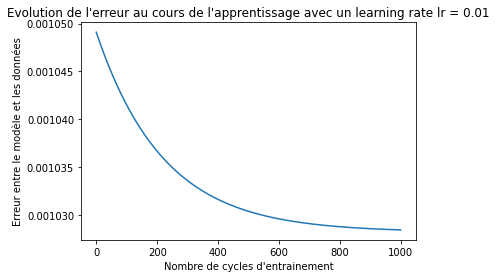 Evolution de l'erreur au cours de l'apprentissage avec un learning rate lr = 0.01
0.001050
0.001045
0.001040
0.001035
0.001030
Erreur entre le modèle et les données
0 200 400 600 800 1000
Nombre de cycles d'entrainement